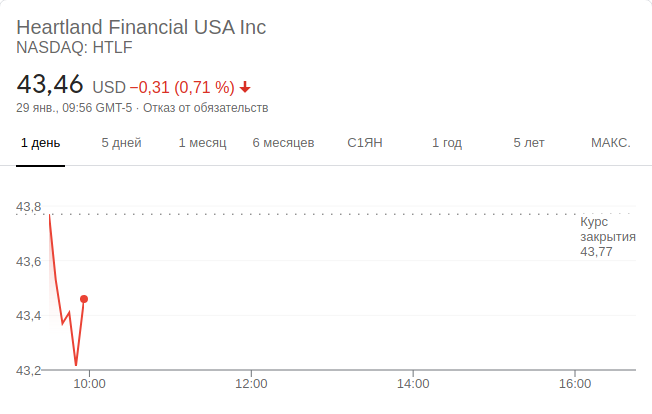 Heartland Financial USA Inc
NASDAQ: HTLF
43,46 USD −0,31 (0,71 %)
29 янв., 09:56 GMT-5 · Отказ от обязательств
1 день 5 дней 1 месяц 6 месяцев С1ЯН 1 год 5 лет МАКС.
43,8
Курс
закрытия
43,77
43,6
43,4
43,2
10:00 12:00 14:00 16:00